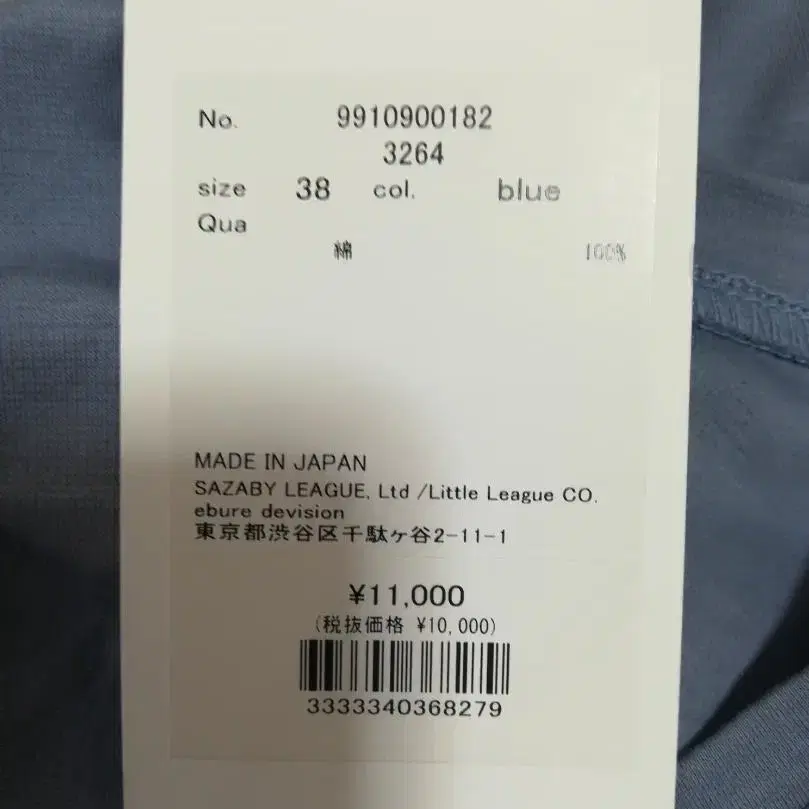 No. 9910900182
3264
size 38 col. blue
Qua
綿 100%
MADE IN JAPAN
SAZABY LEAGUE, Ltd /Little League CO.
ebure devision
東京都渋谷区千駄ヶ谷2-11-1
¥11,000
(税抜価格 ¥10,000)
3333340368279